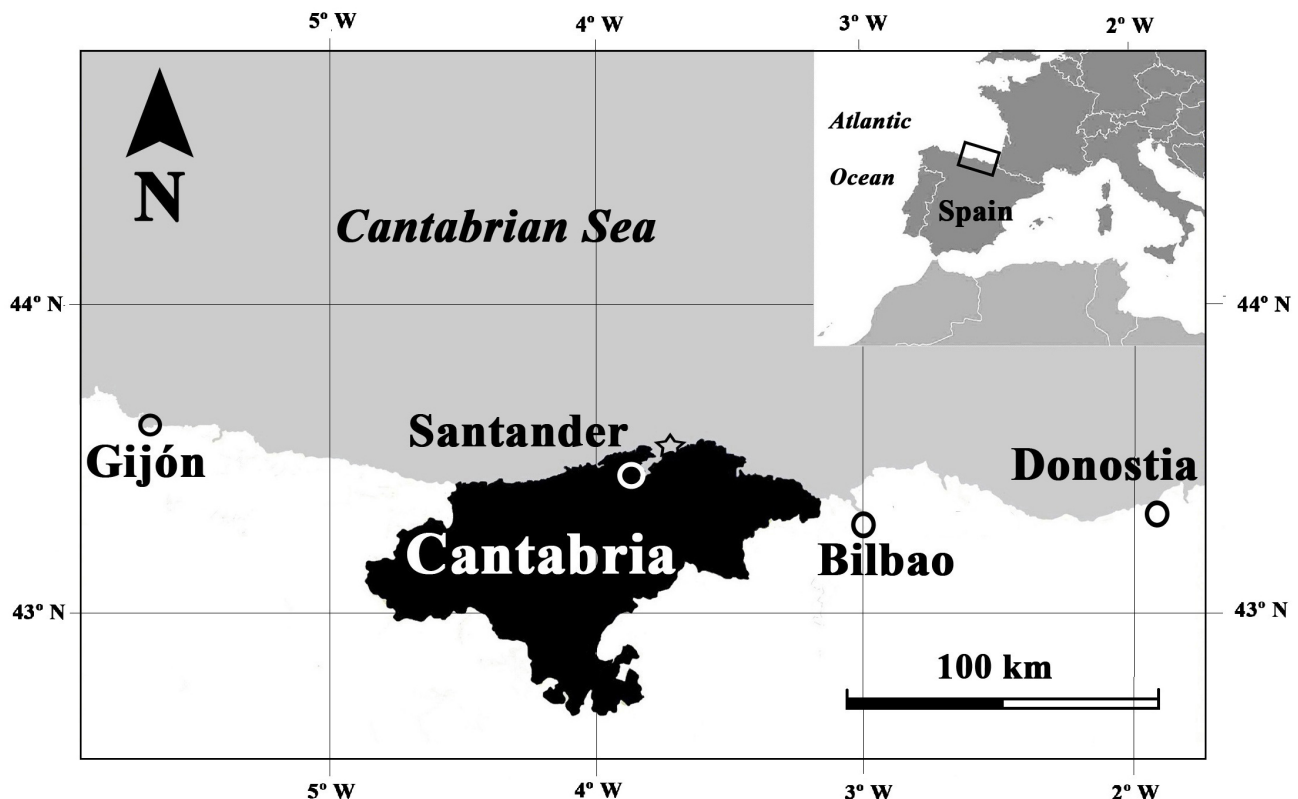 5º W 4º W 3º W 2º W
Atlantic
Ocean
N
Cantabrian Sea
Spain
44º N 44º N
Santander
Gijón
Donostia
Cantabria
Bilbao
43º N 43º N
100 km
5º W 4º W 3º W 2º W